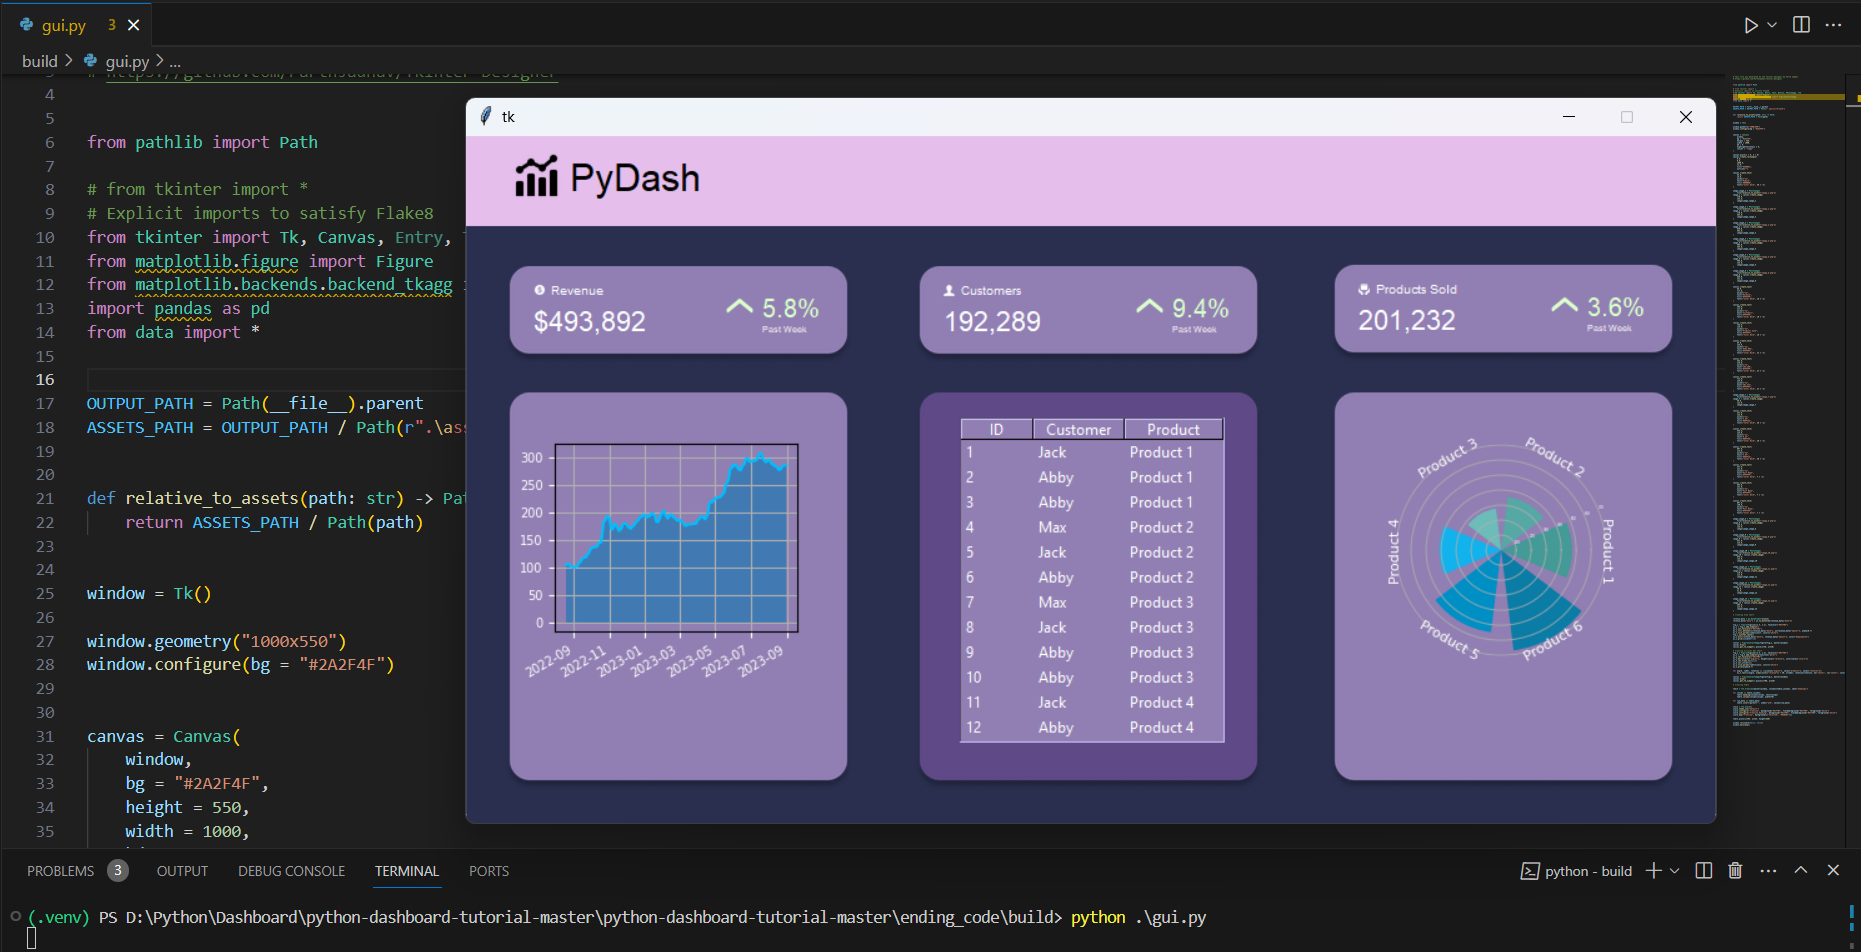 gui.py 3
build > gui.py > ...
3 # https://github.com/ParthJadhav/Tkinter-Designer
4
5
6 from pathlib import Path
7
8 # from tkinter import *
9 # Explicit imports to satisfy Flake8
10 from tkinter import Tk, Canvas, Entry,
11 from matplotlib.figure import Figure
12 from matplotlib.backends.backend_tkagg
13 import pandas as pd
14 from data import *
15
16
17 OUTPUT_PATH = Path(__file__).parent
18 ASSETS_PATH = OUTPUT_PATH / Path(r".\ass
19
20
21 def relative_to_assets(path: str) -> Pat
22 return ASSETS_PATH / Path(path)
23
24
25 window = Tk()
26
27 window.geometry("1000x550")
28 window.configure(bg = "#2A2F4F")
29
30
31 canvas = Canvas(
32 window,
33 bg = "#2A2F4F",
34 height = 550,
35 width = 1000,
tk
PyDash
Revenue
$493,892
5.8%
Past Week
Customers
192,289
9.4%
Past Week
Products Sold
201,232
3.6%
Past Week
300
250
200
150
100
50
0
2022-09
2022-11
2023-01
2023-03
2023-05
2023-07
2023-09
ID Customer Product
1 Jack Product 1
2 Abby Product 1
3 Abby Product 1
4 Max Product 2
5 Jack Product 2
6 Abby Product 2
7 Max Product 3
8 Jack Product 3
9 Abby Product 3
10 Abby Product 3
11 Jack Product 4
12 Abby Product 4
Product 1
Product 2
Product 3
Product 4
Product 5
Product 6
PROBLEMS 3 OUTPUT DEBUG CONSOLE TERMINAL PORTS
python - build
(.venv) PS D:\Python\Dashboard\python-dashboard-tutorial-master\python-dashboard-tutorial-master\ending_code\build> python .\gui.py